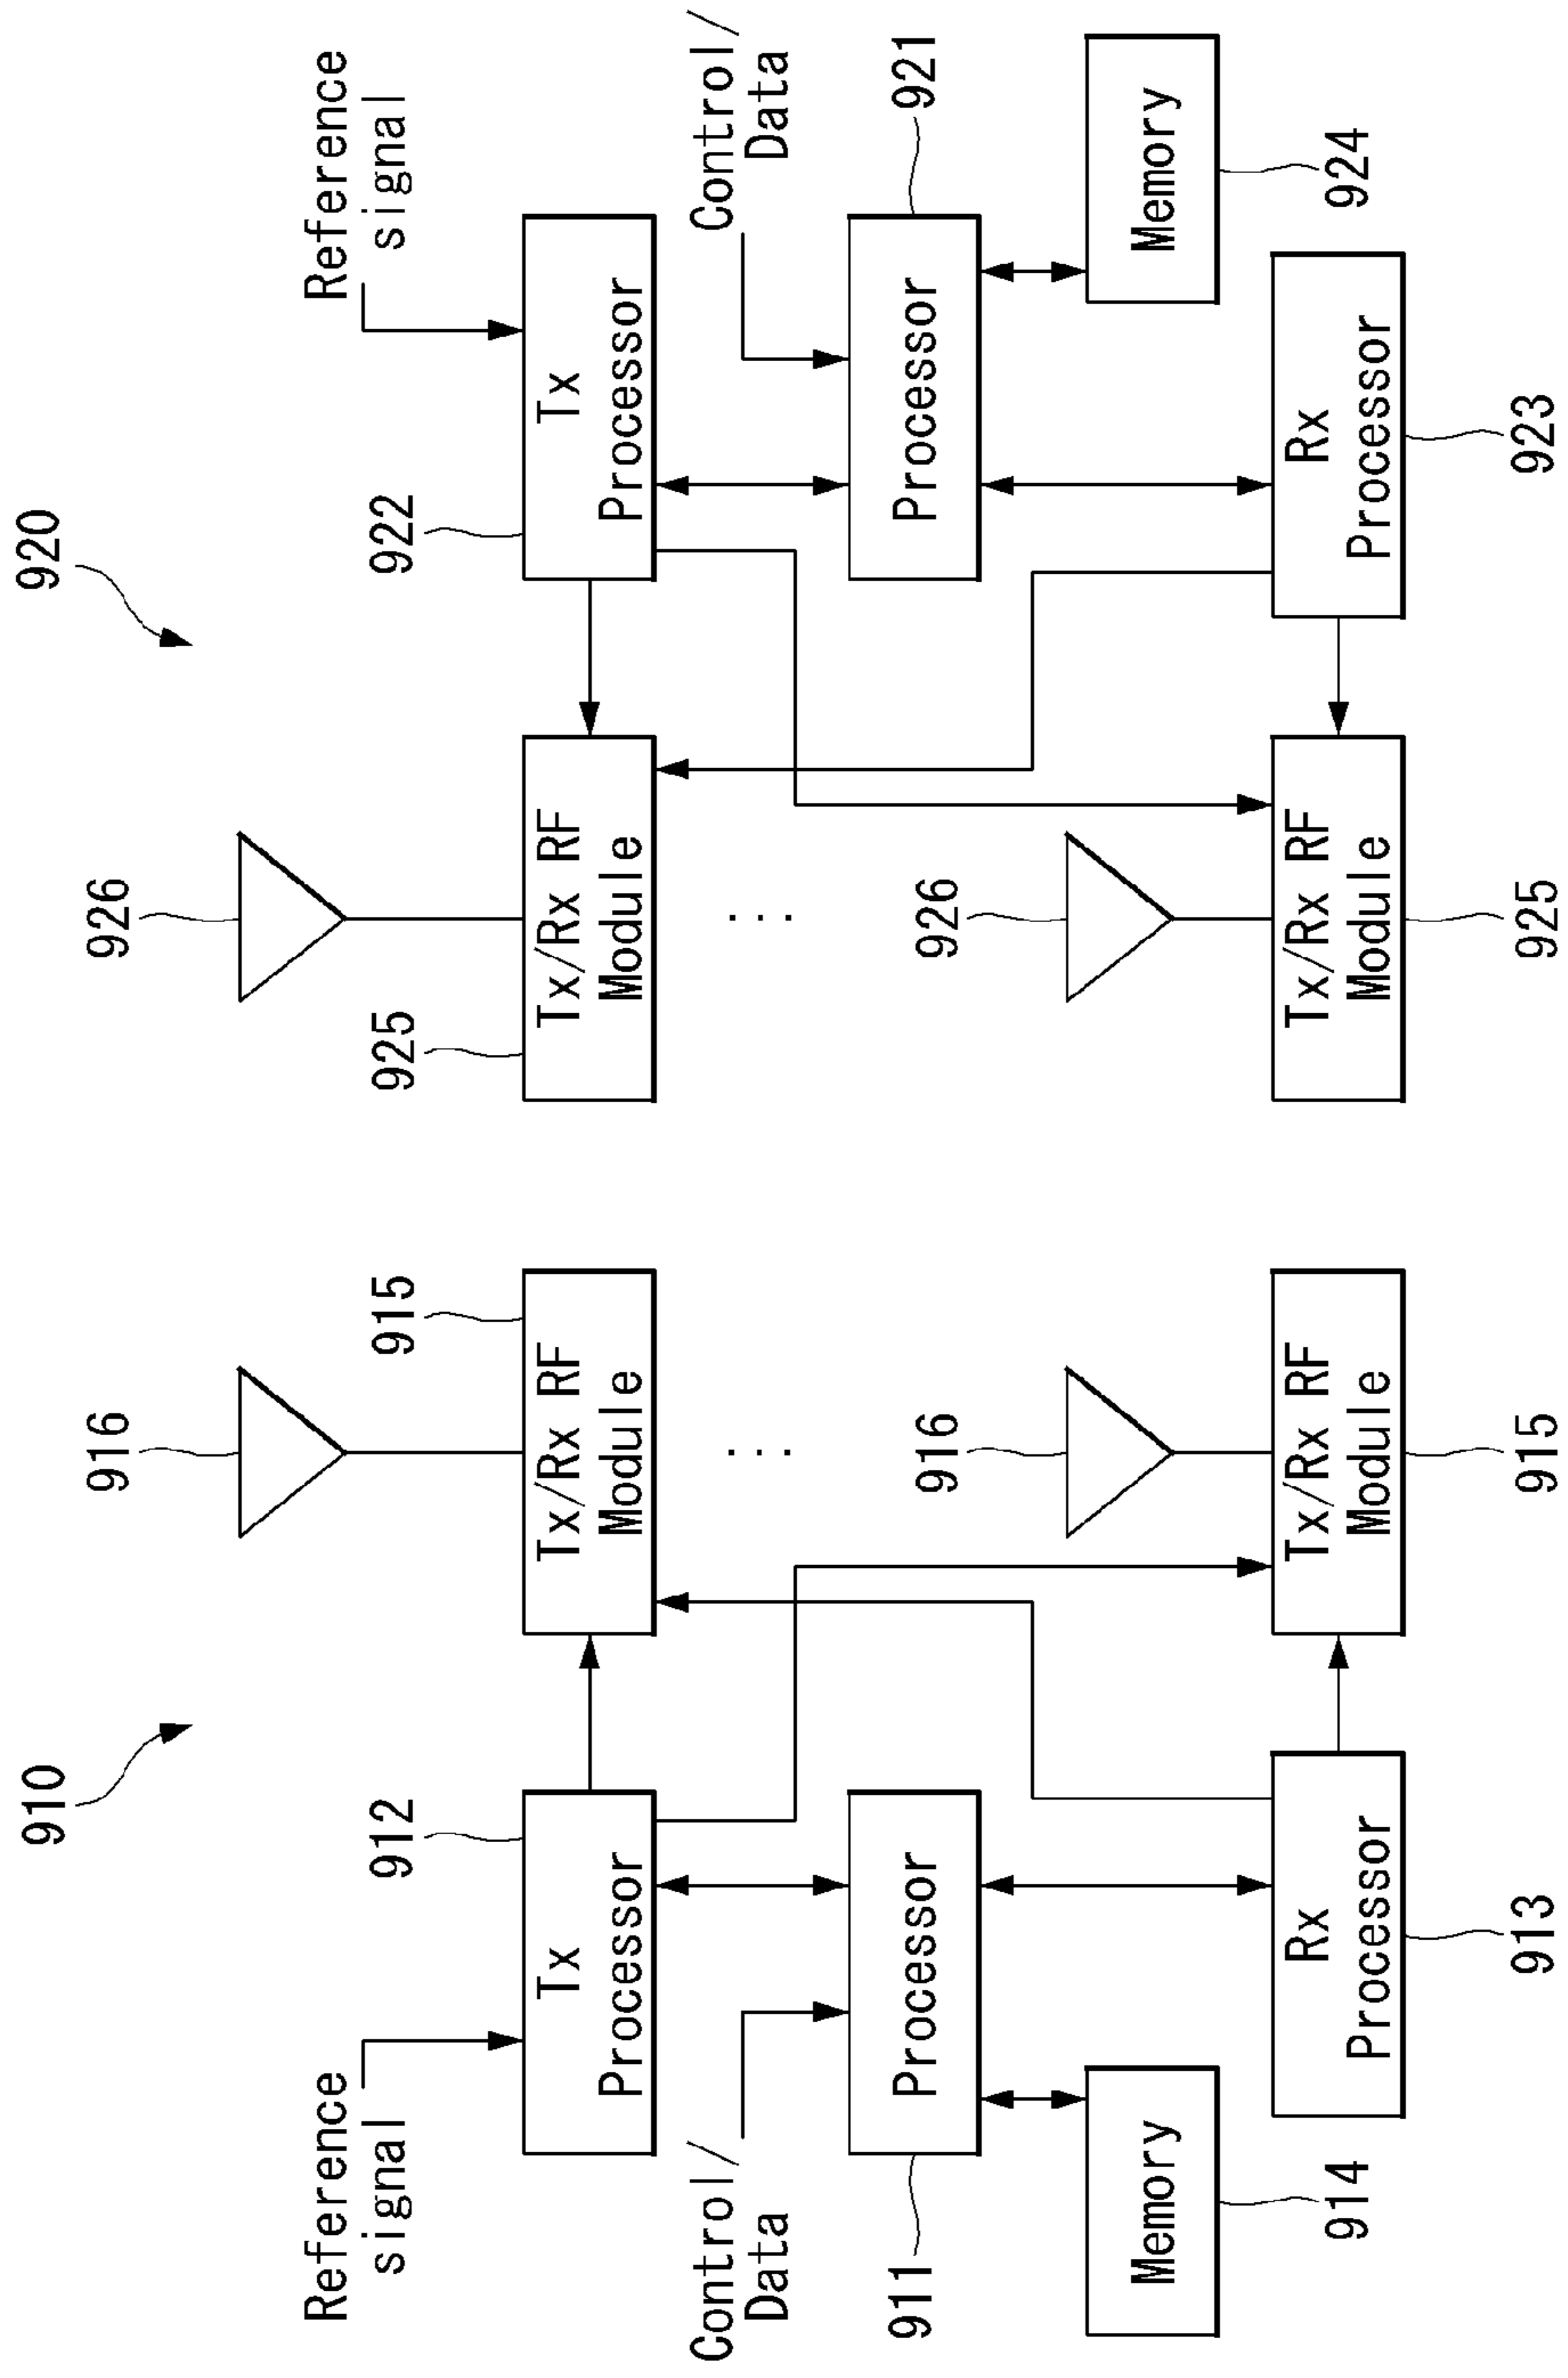 910
920
916
926
Reference
signal
912
915
925
922
Reference
signal
Tx
Processor
Tx/Rx RF
Module
Tx/Rx RF
Module
Tx
Processor
Control/
Data
...
...
Control/
Data
911
Processor
916
926
Processor
921
Memory
Memory
914
924
Rx
Processor
Tx/Rx RF
Module
Tx/Rx RF
Module
Rx
Processor
913
915
925
923